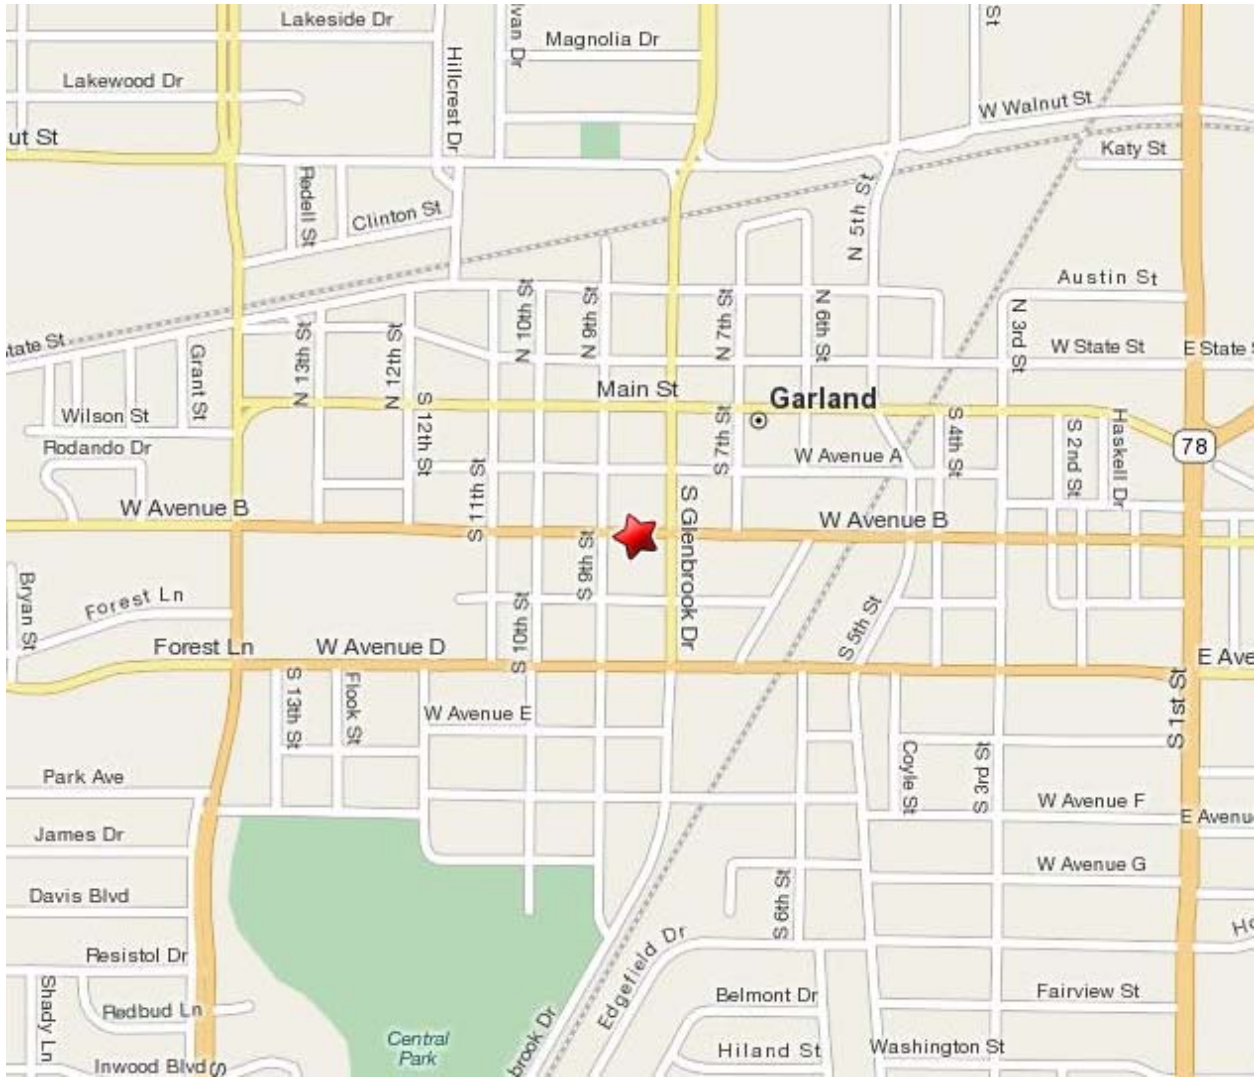 Lakeside Dr
Magnolia Dr
Lakewood Dr
Hillcrest Dr
lvan Dr
St
W Walnut St
ut St
Katy St
Redell St
Clinton St
N 5th St
Austin St
N 10th St
N 9th St
N 7th St
N 6th St
N 3rd St
tate St
Grant St
N 13th St
N 12th St
W State St
E State S
Main St
Garland
Wilson St
Rodando Dr
S 12th St
S 7th St
S 4th St
S 2nd St
Haskell Dr
78
W Avenue A
S 11th St
W Avenue B
S Glenbrook Dr
W Avenue B
S 9th St
Bryan St
Forest Ln
S 10th St
S 5th St
Forest Ln
W Avenue D
E Ave
S 13th St
Flook St
W Avenue E
S 1st St
Coyle St
S 3rd St
Park Ave
W Avenue F
E Avenu
James Dr
W Avenue G
Davis Blvd
S 6th St
Ho
Resistol Dr
Edgefield Dr
Shady Ln
Redbud Ln
Belmont Dr
Fairview St
Central
Park
brook Dr
Hiland St
Washington St
Inwood Blvd
S